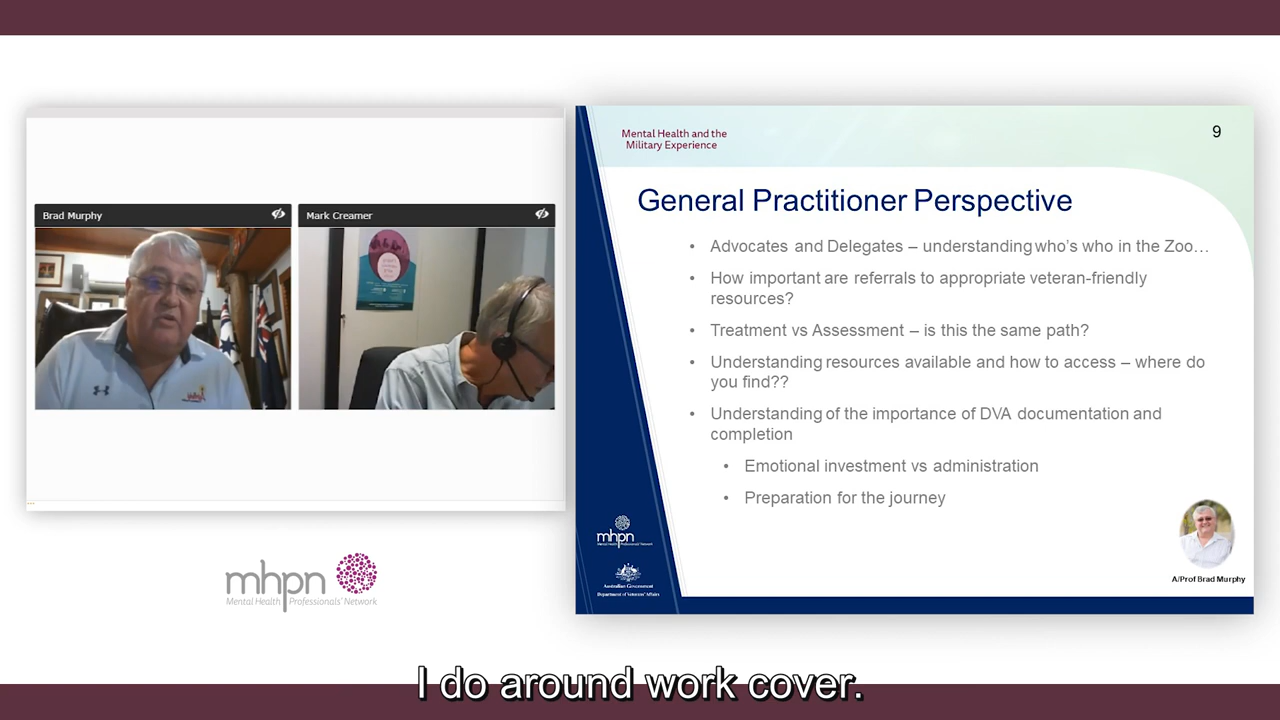 Mental Health and the
Military Experience
9
Brad Murphy
Mark Creamer
General Practitioner Perspective
• Advocates and Delegates – understanding who's who in the Zoo…
• How important are referrals to appropriate veteran-friendly
resources?
• Treatment vs Assessment – is this the same path?
• Understanding resources available and how to access – where do
you find??
• Understanding of the importance of DVA documentation and
completion
• Emotional investment vs administration
• Preparation for the journey
mhpn
Mental Health Professionals' Network
Australian Government
Department of Veterans' Affairs
A/Prof Brad Murphy
mhpn
Mental Health Professionals' Network
I do around work cover.